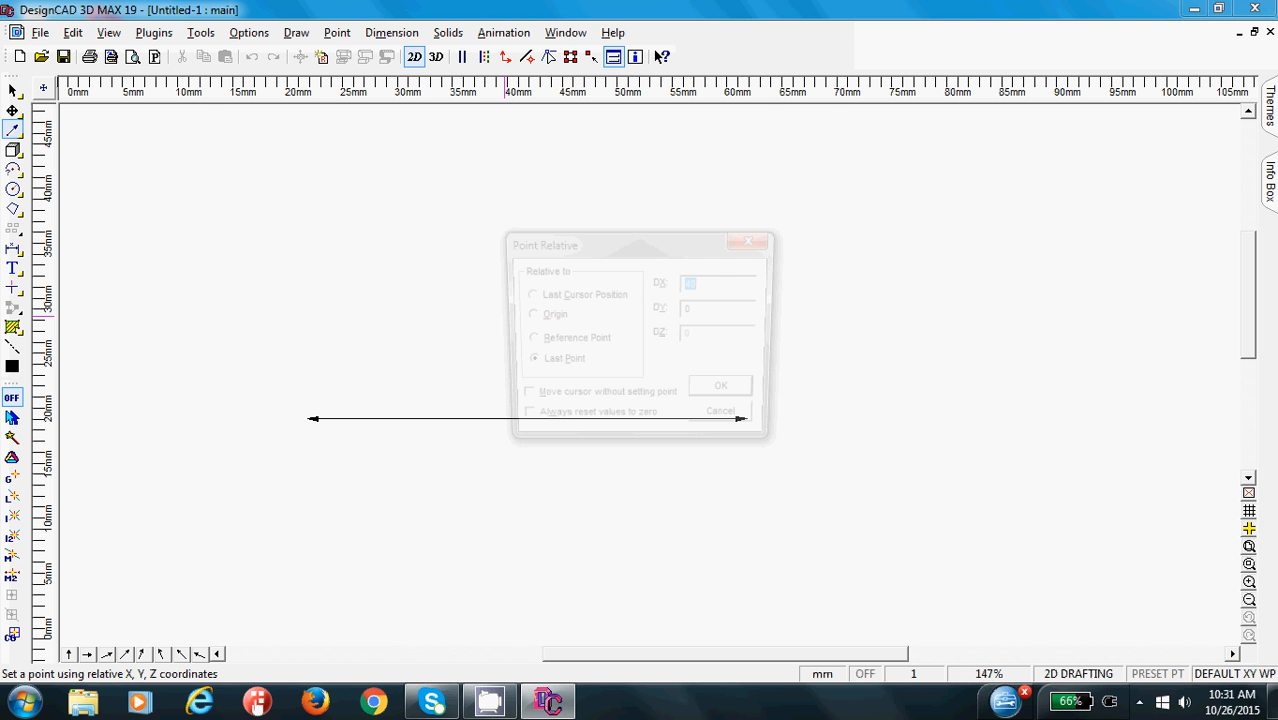 DesignCAD 3D MAX 19 - [Untitled-1 : main]
File Edit View Plugins Tools Options Draw Point Dimension Solids Animation Window Help
2D 3D
0mm 5mm 10mm 15mm 20mm 25mm 30mm 35mm 40mm 45mm 50mm 55mm 60mm 65mm 70mm 75mm 80mm 85mm 90mm 95mm 100mm 105mm
45mm
40mm
35mm
30mm
25mm
20mm
15mm
10mm
5mm
0mm
Themes
Info Box
Point Relative
Relative to
Last Cursor Position
Origin
Reference Point
Last Point
DX: 40
DY: 0
DZ: 0
Move cursor without setting point
Always reset values to zero
OK
Cancel
OFF
Set a point using relative X, Y, Z coordinates
mm OFF 1 147% 2D DRAFTING PRESET PT DEFAULT XY WP
66%
10:31 AM
10/26/2015